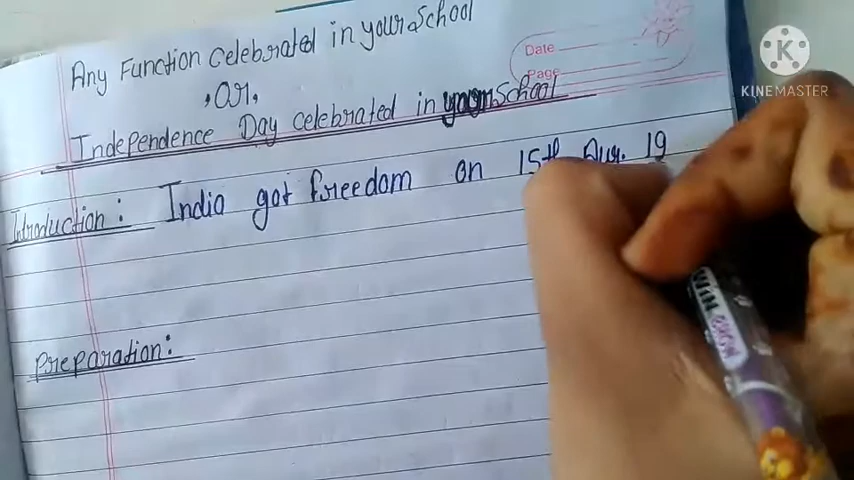 Any Function Celebrated in your School
Date
Page
OR.
Independence Day celebrated in your School
Introduction: India got freedom on 15th Aug. 19
Preparation:
KINEMASTER